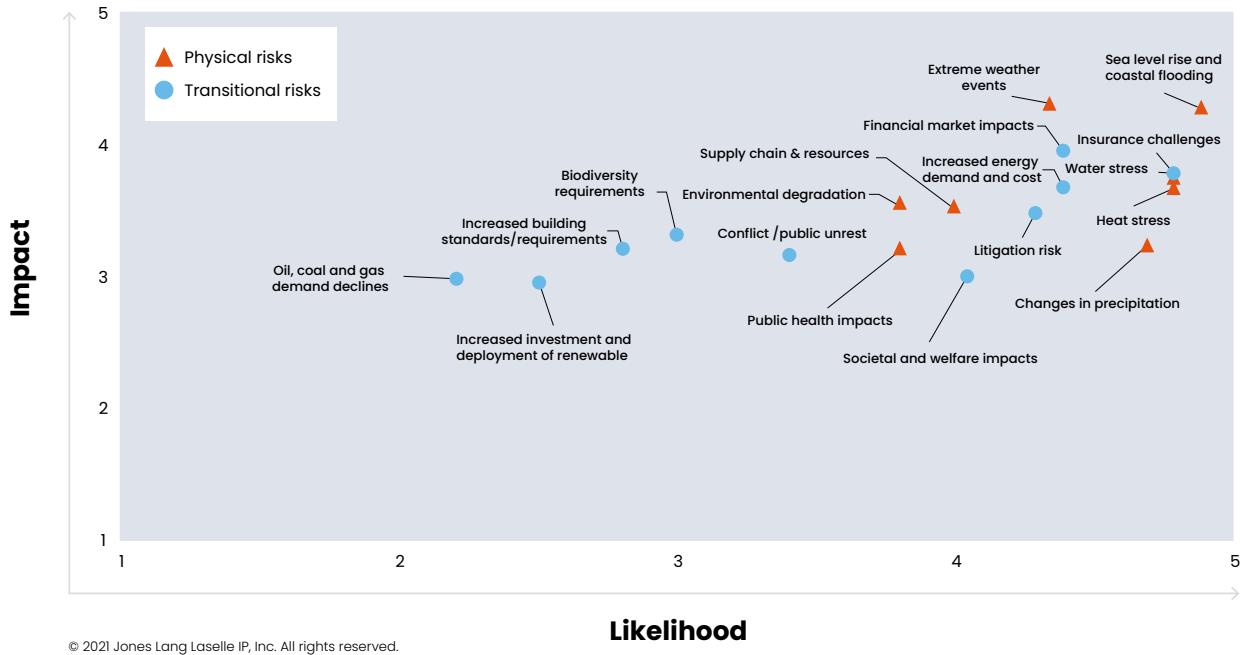 5
Physical risks
Transitional risks
Sea level rise and
coastal flooding
Extreme weather
events
Financial market impacts
4
Insurance challenges
Supply chain & resources
Increased energy
demand and cost
Water stress
Biodiversity
requirements
Environmental degradation
Heat stress
Increased building
standards/requirements
Conflict /public unrest
Litigation risk
Impact
3
Oil, coal and gas
demand declines
Changes in precipitation
Public health impacts
Increased investment and
deployment of renewable
Societal and welfare impacts
2
1
1
2
3
4
5
Likelihood
© 2021 Jones Lang Laselle IP, Inc. All rights reserved.